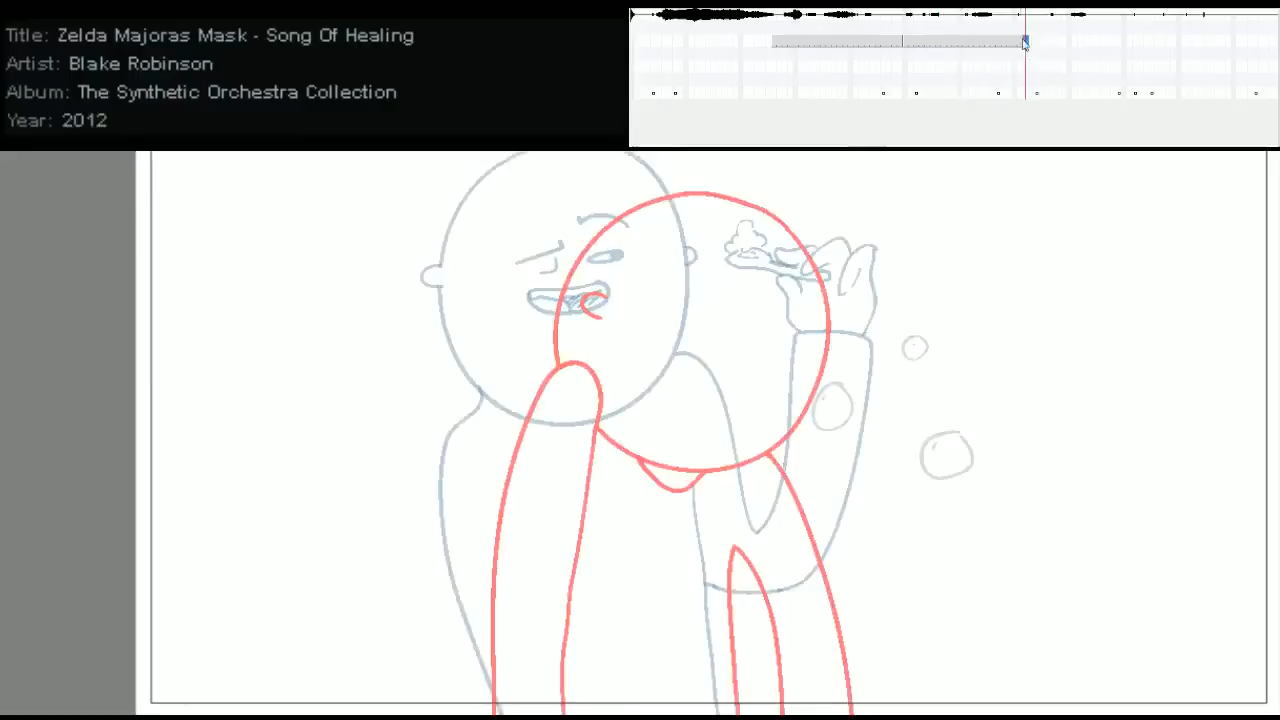 Title: Zelda Majoras Mask - Song Of Healing
Artist: Blake Robinson
Album: The Synthetic Orchestra Collection
Year: 2012